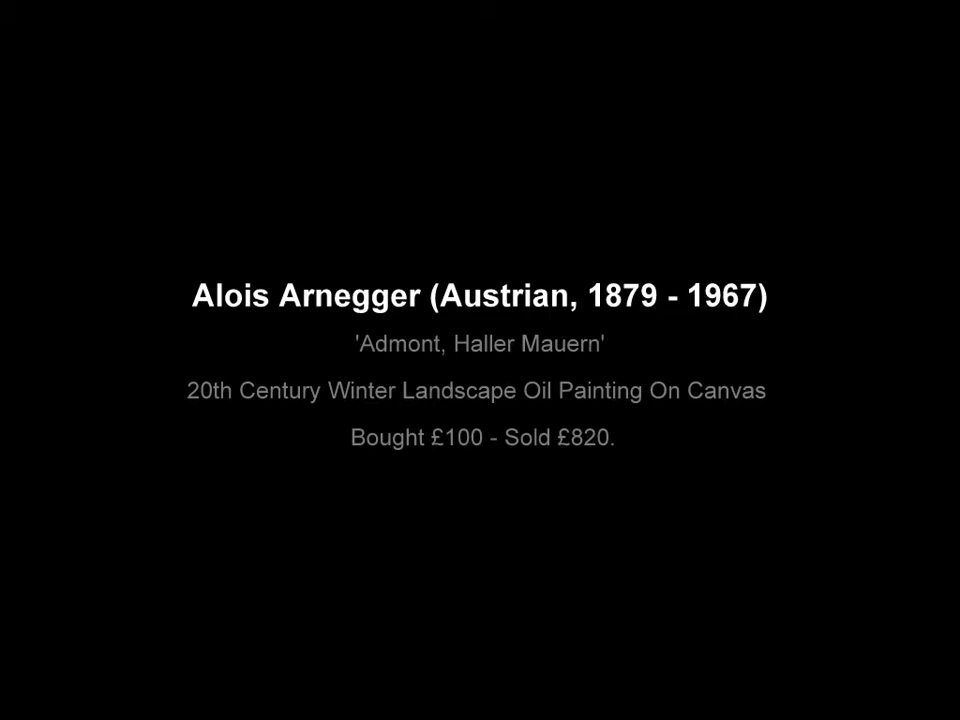 Alois Arnegger (Austrian, 1879 - 1967)
'Admont, Haller Mauern'
20th Century Winter Landscape Oil Painting On Canvas
Bought £100 - Sold £820.